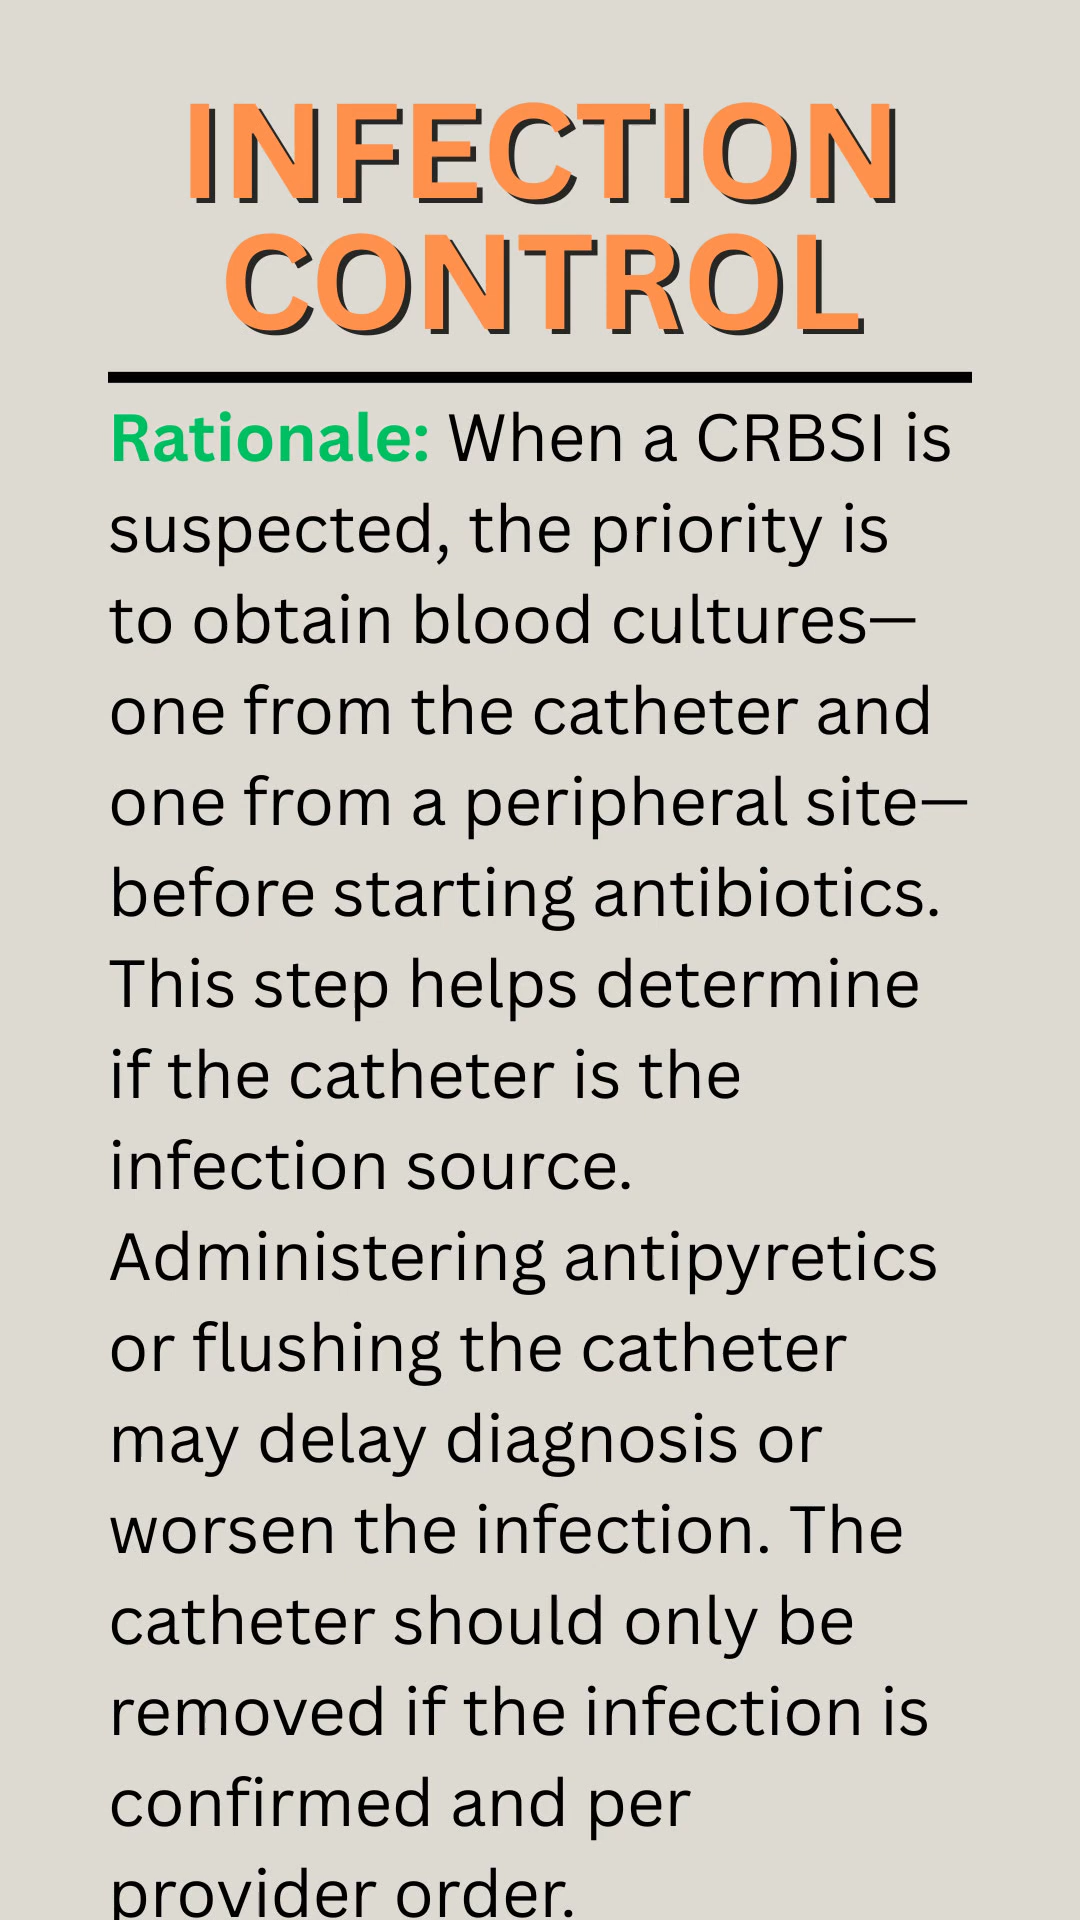 INFECTION
CONTROL
Rationale: When a CRBSI is
suspected, the priority is
to obtain blood cultures—
one from the catheter and
one from a peripheral site—
before starting antibiotics.
This step helps determine
if the catheter is the
infection source.
Administering antipyretics
or flushing the catheter
may delay diagnosis or
worsen the infection. The
catheter should only be
removed if the infection is
confirmed and per
provider order.